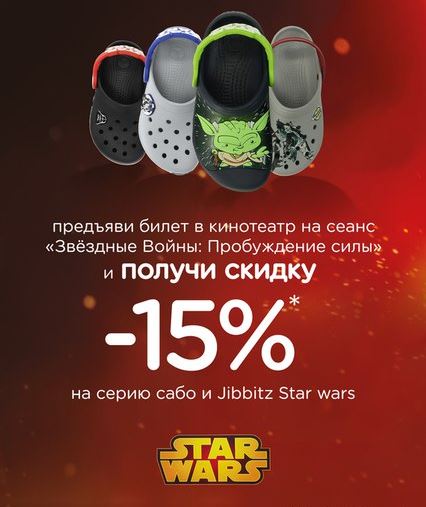 предъяви билет в кинотеатр на сеанс
«Звёздные Войны: Пробуждение силы»
и получи скидку
-15%*
на серию сабо и Jibbitz Star wars
STAR
WARS